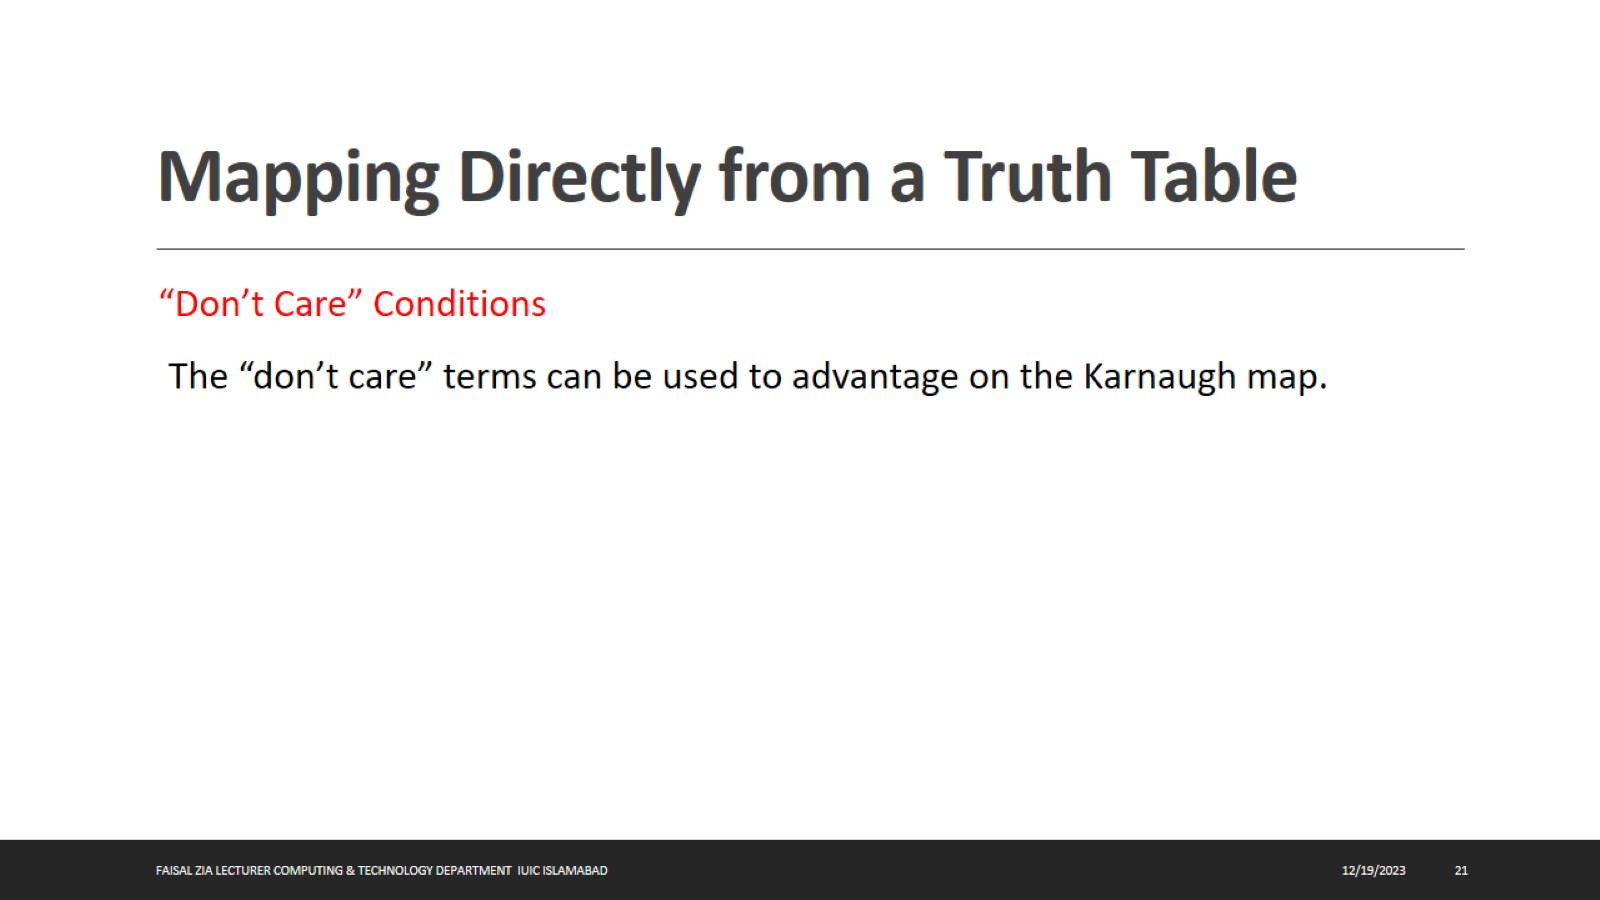 Mapping Directly from a Truth Table
“Don’t Care” Conditions
The “don’t care” terms can be used to advantage on the Karnaugh map.
FAISAL ZIA LECTURER COMPUTING & TECHNOLOGY DEPARTMENT IUIC ISLAMABAD 12/19/2023 21